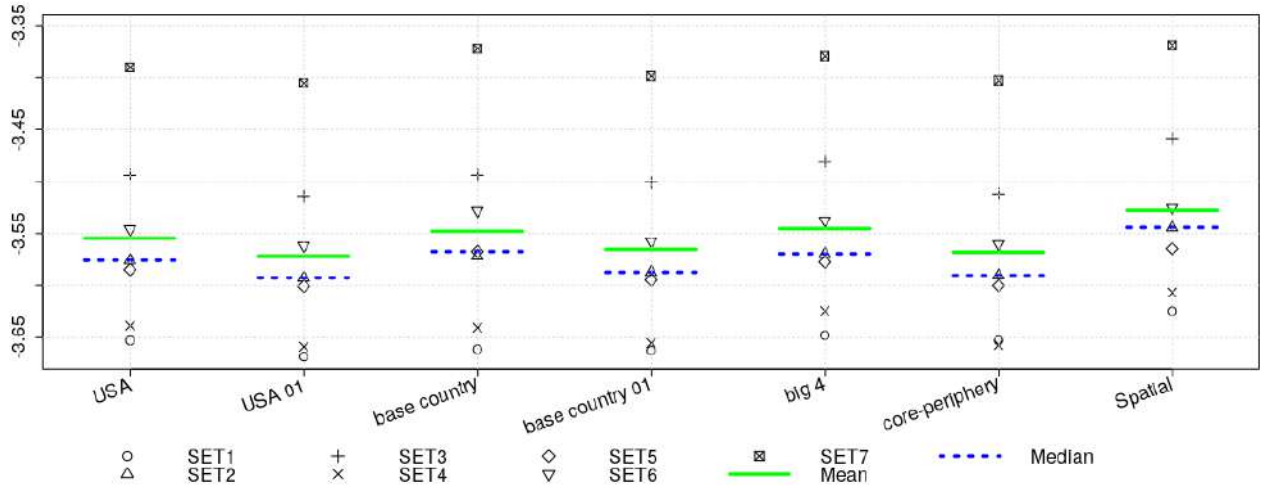 -3.35
-3.45
-3.55
-3.65
USA
USA 01
base country
base country 01
big 4
core-periphery
Spatial
SET1 SET3 SET5 SET7 Median
SET2 SET4 SET6 Mean